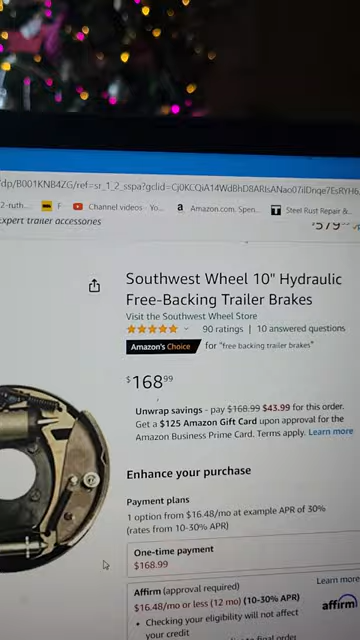 /dp/B001KNB4ZG/ref=sr_1_2_sspa?gclid=Cj0KCQiA14WdBhD8ARIsANao07ilDnqe7EsRYH6
2-ruth... F Channel videos - Yo... Amazon.com. Spen... Steel Rust Repair &...
expert trailer accessories
$579
Southwest Wheel 10" Hydraulic
Free-Backing Trailer Brakes
Visit the Southwest Wheel Store
90 ratings | 10 answered questions
Amazon's Choice for "free backing trailer brakes"
$168.99
Unwrap savings - pay $168.99 $43.99 for this order.
Get a $125 Amazon Gift Card upon approval for the
Amazon Business Prime Card. Terms apply. Learn more
Enhance your purchase
Payment plans
1 option from $16.48/mo at example APR of 30%
(rates from 10-30% APR)
One-time payment
$168.99
Affirm (approval required) Learn more
$16.48/mo or less (12 mo) (10-30% APR) affirm
• Checking your eligibility will not affect
your credit